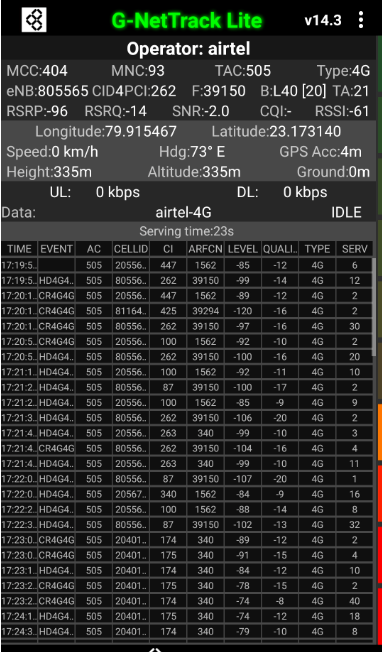 G-NetTrack Lite v14.3
Operator: airtel
MCC:404 MNC:93 TAC:505 Type:4G
eNB:805565 CID4PCI:262 F:39150 B:L40 [20] TA:21
RSRP:-96 RSRQ:-14 SNR:-2.0 CQI:- RSSI:-61
Longitude:79.915467 Latitude:23.173140
Speed:0 km/h Hdg:73° E GPS Acc:4m
Height:335m Altitude:335m Ground:0m
UL: 0 kbps DL: 0 kbps
Data: airtel-4G IDLE
Serving time:23s
TIME EVENT AC CELLID CI ARFCN LEVEL QUALI.. TYPE SERV
17:19:5.. 505 20556.. 447 1562 -85 -12 4G 6
17:19:5.. HD4G4.. 505 80556.. 262 39150 -99 -14 4G 12
17:20:1.. CR4G4G 505 20556.. 447 1562 -89 -12 4G 2
17:20:1.. CR4G4G 505 81164.. 425 39294 -120 -16 4G 2
17:20:1.. CR4G4G 505 80556.. 262 39150 -97 -16 4G 30
17:20:5.. CR4G4G 505 20556.. 100 1562 -92 -10 4G 2
17:20:5.. HD4G4.. 505 80556.. 262 39150 -100 -16 4G 20
17:21:1.. HD4G4.. 505 20556.. 100 1562 -92 -11 4G 10
17:21:2.. HD4G4.. 505 80556.. 87 39150 -100 -17 4G 2
17:21:2.. HD4G4.. 505 20556.. 100 1562 -85 -9 4G 9
17:21:3.. HD4G4.. 505 80556.. 262 39150 -106 -20 4G 2
17:21:4.. HD4G4.. 505 20556.. 263 340 -99 -10 4G 3
17:21:4.. CR4G4G 505 80556.. 262 39150 -104 -16 4G 4
17:21:4.. HD4G4.. 505 20556.. 263 340 -99 -10 4G 11
17:22:0.. HD4G4.. 505 80556.. 87 39150 -107 -20 4G 1
17:22:0.. HD4G4.. 505 20567.. 340 1562 -84 -9 4G 16
17:22:2.. HD4G4.. 505 20556.. 100 1562 -88 -14 4G 8
17:22:3.. HD4G4.. 505 80556.. 87 39150 -102 -13 4G 32
17:23:0.. CR4G4G 505 20401.. 174 340 -89 -12 4G 2
17:23:0.. CR4G4G 505 20401.. 175 340 -91 -15 4G 4
17:23:1.. HD4G4.. 505 20401.. 174 340 -84 -12 4G 10
17:23:2.. CR4G4G 505 20401.. 175 340 -78 -15 4G 2
17:23:2.. CR4G4G 505 20401.. 174 340 -74 -8 4G 40
17:24:1.. HD4G4.. 505 20401.. 175 340 -74 -12 4G 18
17:24:3.. HD4G4.. 505 20401.. 174 340 -79 -10 4G 8